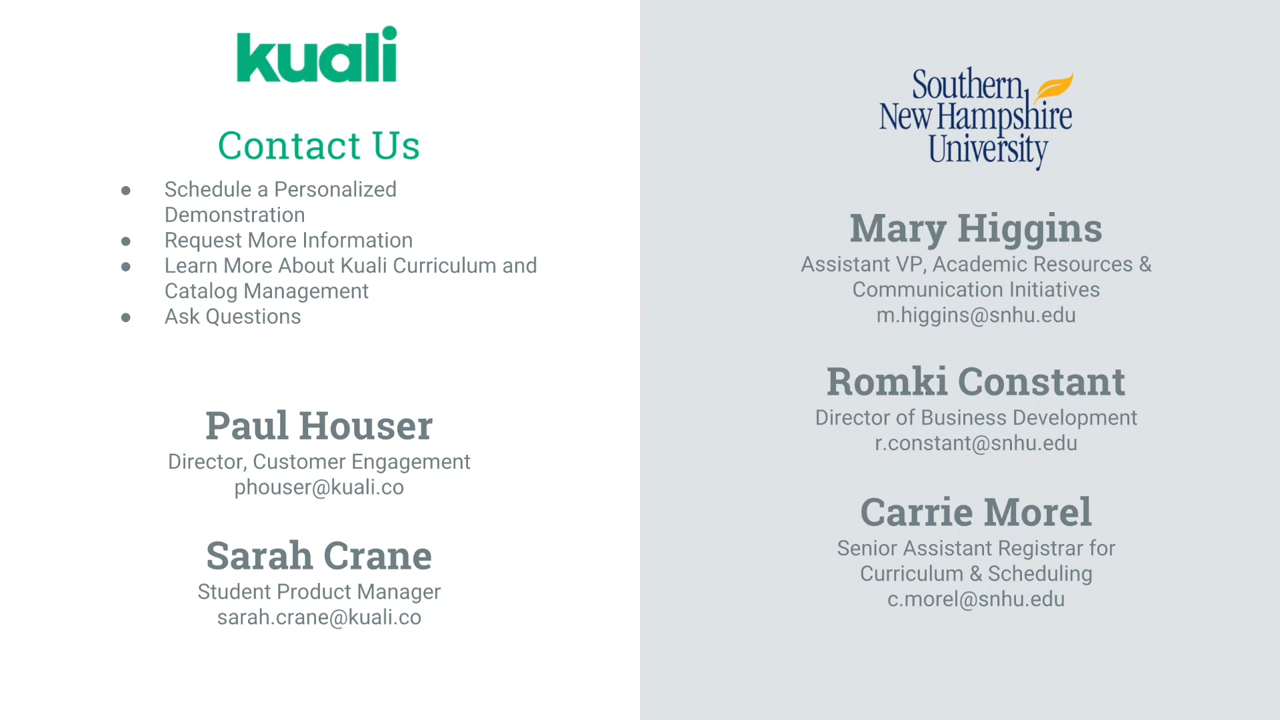 kuali
Contact Us
● Schedule a Personalized
Demonstration
● Request More Information
● Learn More About Kuali Curriculum and
Catalog Management
● Ask Questions
Paul Houser
Director, Customer Engagement
phouser@kuali.co
Sarah Crane
Student Product Manager
sarah.crane@kuali.co
Southern
New Hampshire
University
Mary Higgins
Assistant VP, Academic Resources &
Communication Initiatives
m.higgins@snhu.edu
Romki Constant
Director of Business Development
r.constant@snhu.edu
Carrie Morel
Senior Assistant Registrar for
Curriculum & Scheduling
c.morel@snhu.edu